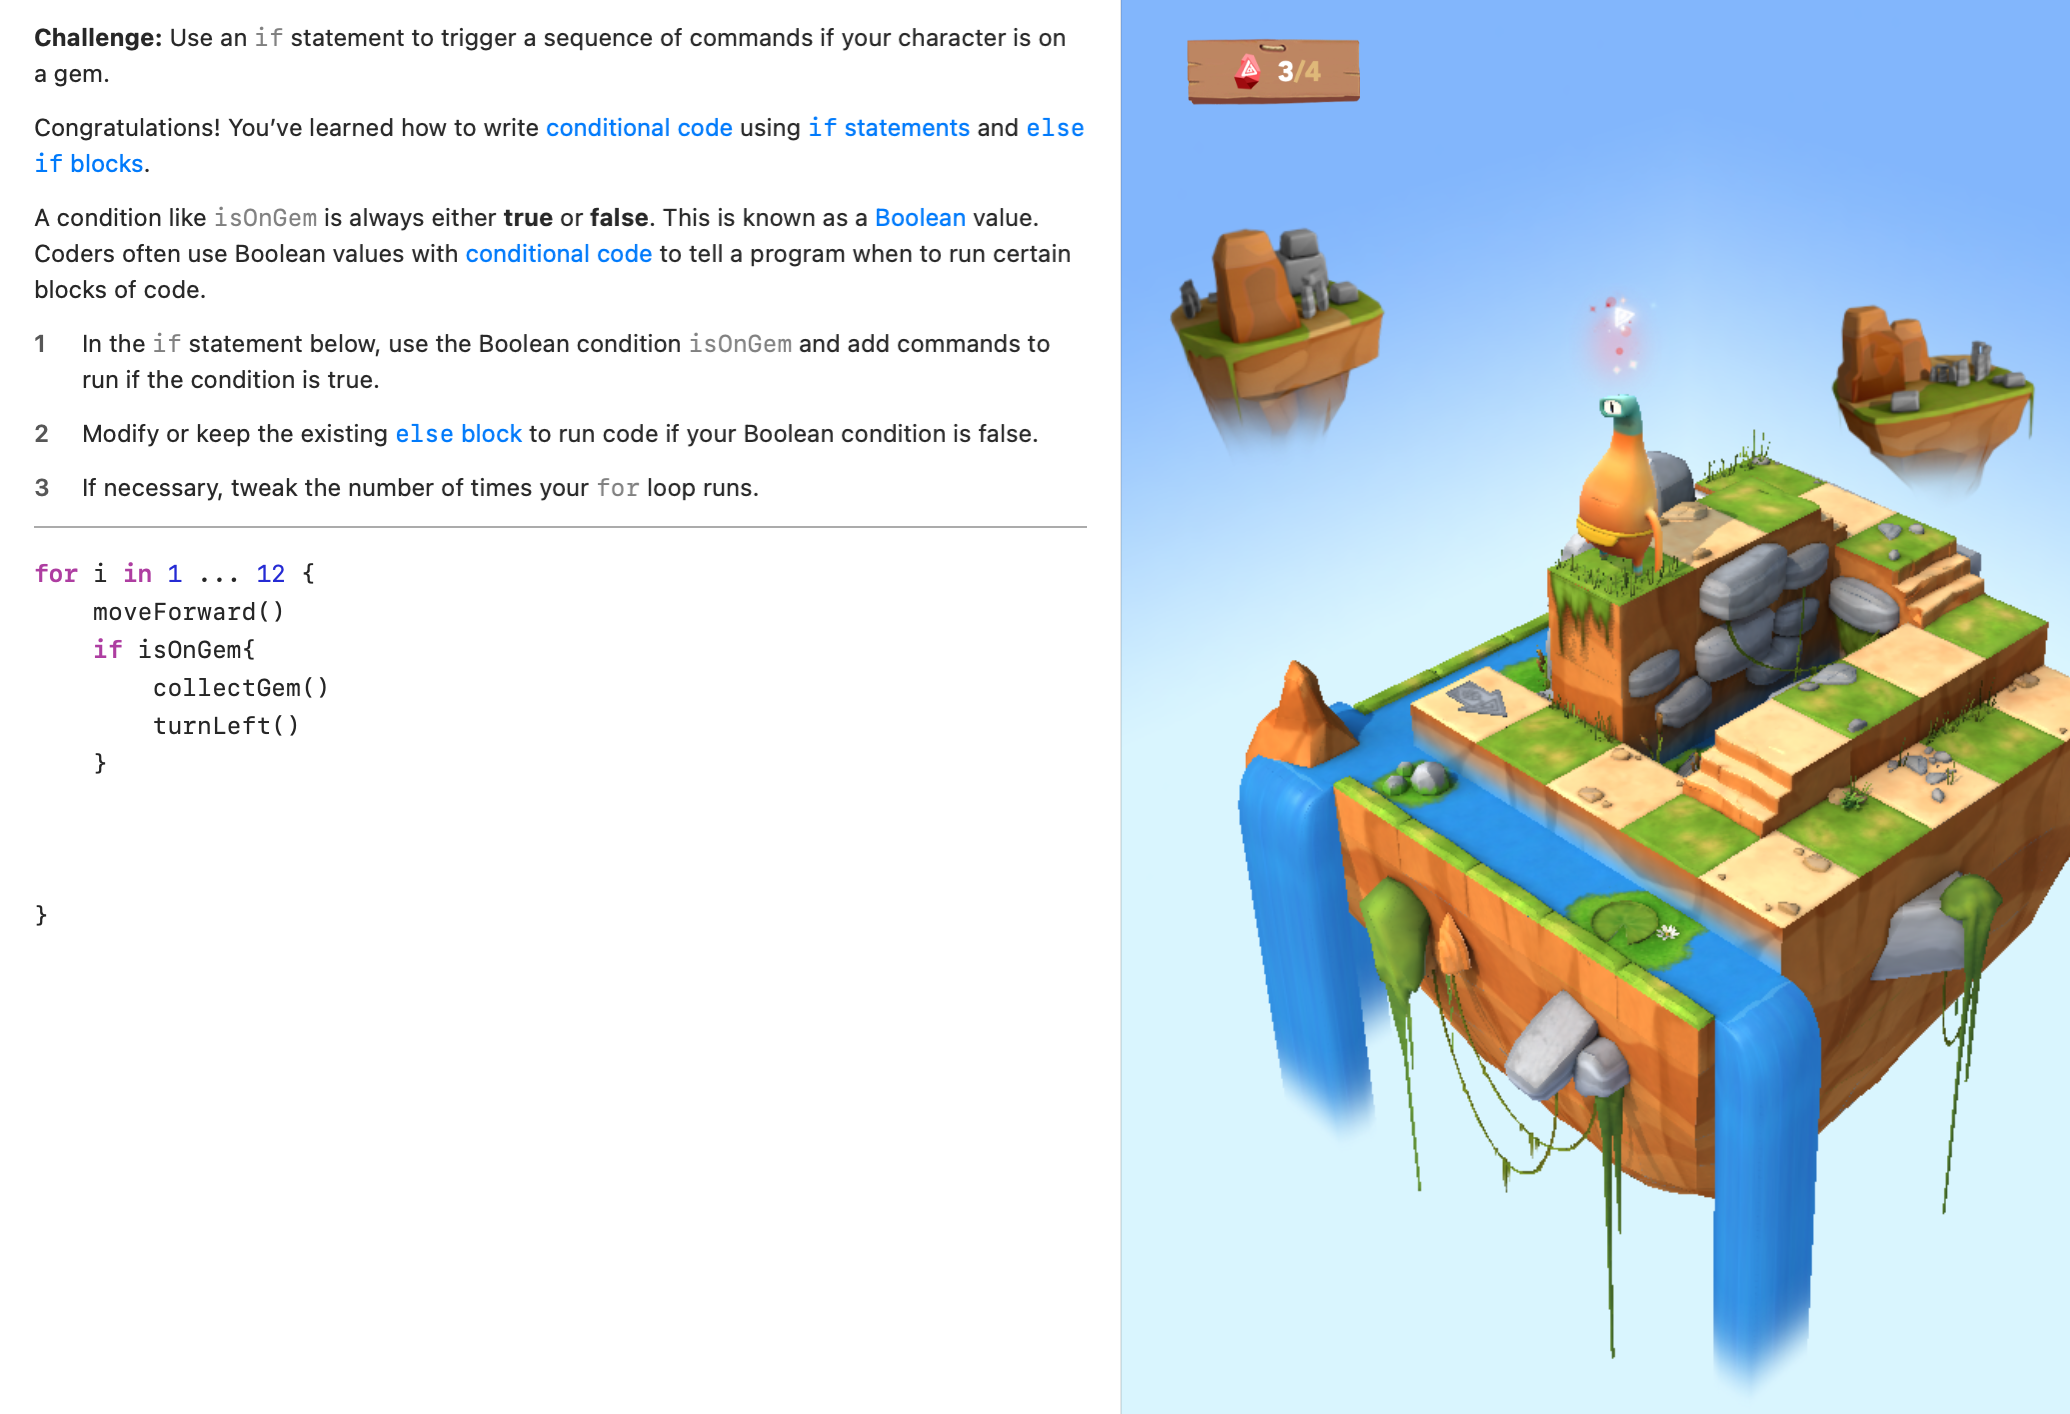 Challenge: Use an if statement to trigger a sequence of commands if your character is on
a gem.
Congratulations! You’ve learned how to write conditional code using if statements and else
if blocks.
A condition like isOnGem is always either true or false. This is known as a Boolean value.
Coders often use Boolean values with conditional code to tell a program when to run certain
blocks of code.
1 In the if statement below, use the Boolean condition isOnGem and add commands to
run if the condition is true.
2 Modify or keep the existing else block to run code if your Boolean condition is false.
3 If necessary, tweak the number of times your for loop runs.
for i in 1 ... 12 {
    moveForward()
    if isOnGem{
        collectGem()
        turnLeft()
    }
}
3/4